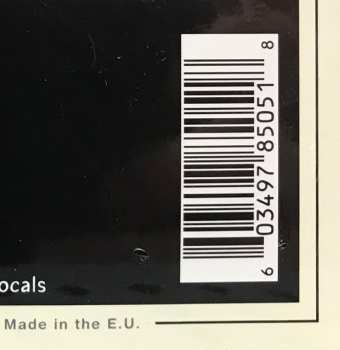 6 03497 85051 8
ocals
Made in the E.U.